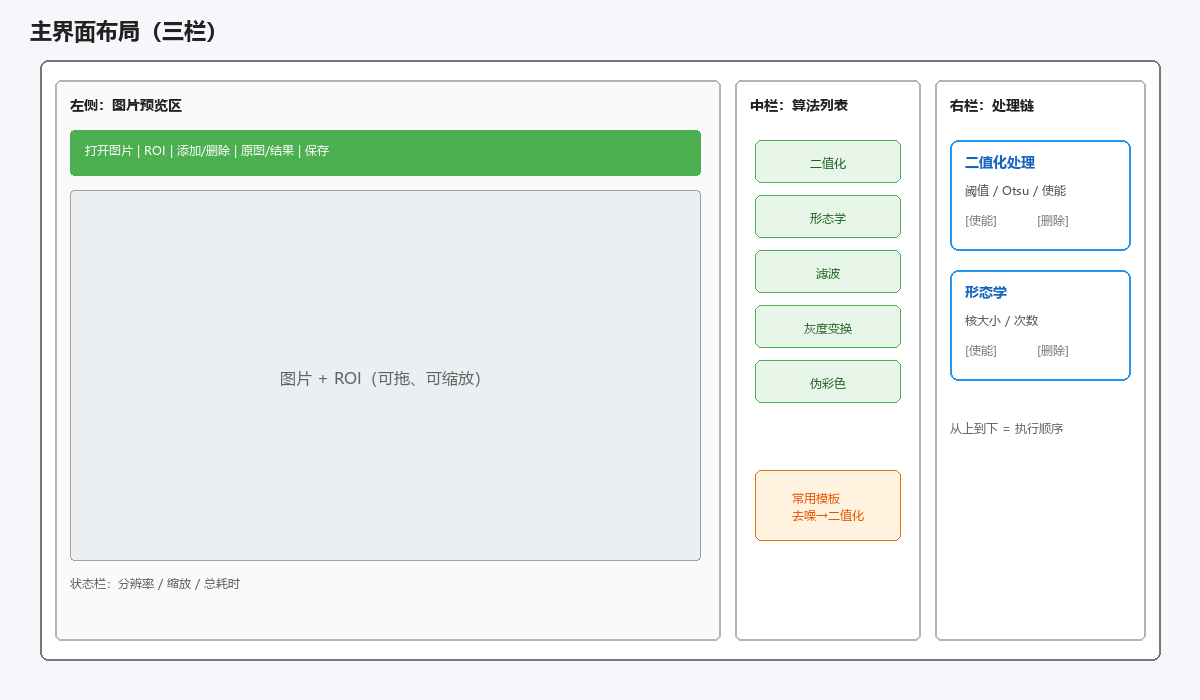 主界面布局（三栏）
左侧：图片预览区
打开图片 | ROI | 添加/删除 | 原图/结果 | 保存
图片 + ROI（可拖、可缩放）
状态栏：分辨率 / 缩放 / 总耗时
中栏：算法列表
二值化
形态学
滤波
灰度变换
伪彩色
常用模板
去噪→二值化
右栏：处理链
二值化处理
阈值 / Otsu / 使能
[使能] [删除]
形态学
核大小 / 次数
[使能] [删除]
从上到下 = 执行顺序